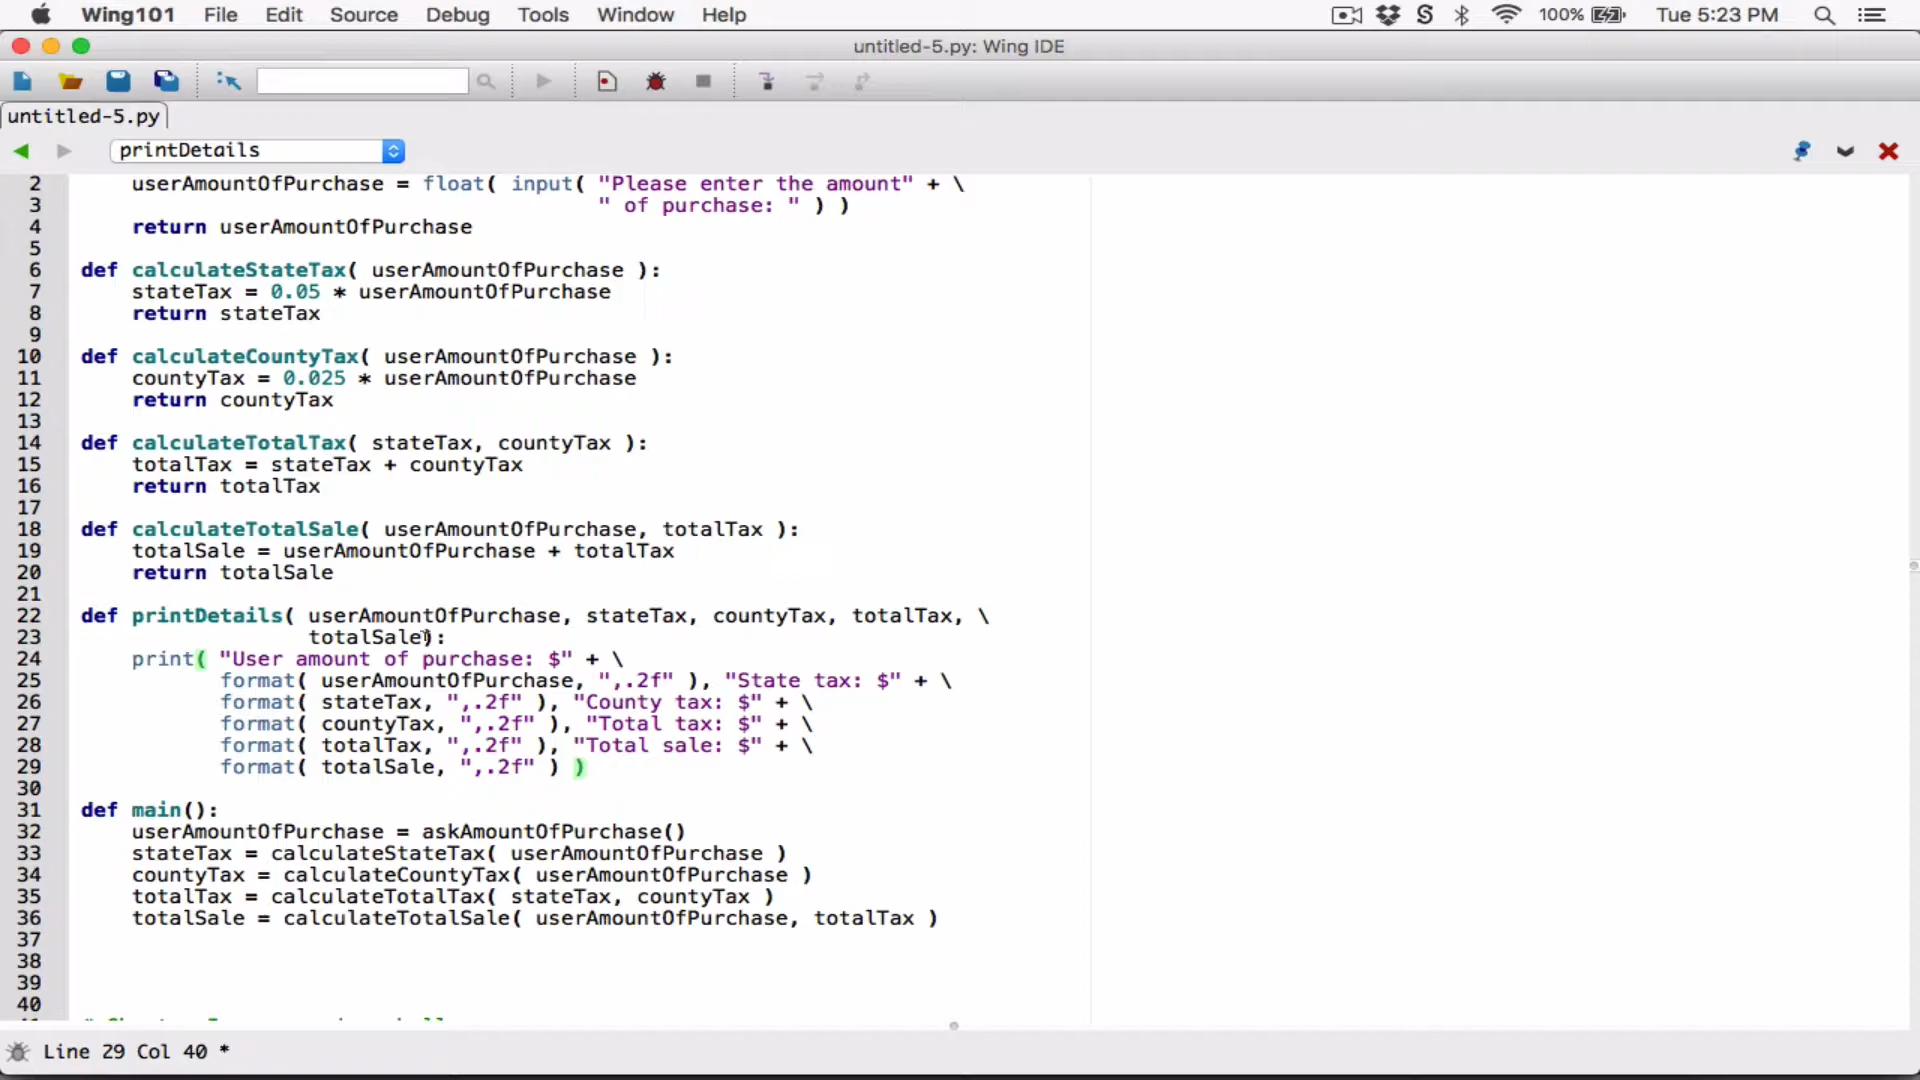 Wing101 File Edit Source Debug Tools Window Help 100% Tue 5:23 PM
untitled-5.py: Wing IDE
untitled-5.py
printDetails
2 userAmountOfPurchase = float( input( "Please enter the amount" + \
3 " of purchase: " ) )
4 return userAmountOfPurchase
5
6 def calculateStateTax( userAmountOfPurchase ):
7 stateTax = 0.05 * userAmountOfPurchase
8 return stateTax
9
10 def calculateCountyTax( userAmountOfPurchase ):
11 countyTax = 0.025 * userAmountOfPurchase
12 return countyTax
13
14 def calculateTotalTax( stateTax, countyTax ):
15 totalTax = stateTax + countyTax
16 return totalTax
17
18 def calculateTotalSale( userAmountOfPurchase, totalTax ):
19 totalSale = userAmountOfPurchase + totalTax
20 return totalSale
21
22 def printDetails( userAmountOfPurchase, stateTax, countyTax, totalTax, \
23 totalSale):
24 print( "User amount of purchase: $" + \
25 format( userAmountOfPurchase, ",.2f" ), "State tax: $" + \
26 format( stateTax, ",.2f" ), "County tax: $" + \
27 format( countyTax, ",.2f" ), "Total tax: $" + \
28 format( totalTax, ",.2f" ), "Total sale: $" + \
29 format( totalSale, ",.2f" ) )
30
31 def main():
32 userAmountOfPurchase = askAmountOfPurchase()
33 stateTax = calculateStateTax( userAmountOfPurchase )
34 countyTax = calculateCountyTax( userAmountOfPurchase )
35 totalTax = calculateTotalTax( stateTax, countyTax )
36 totalSale = calculateTotalSale( userAmountOfPurchase, totalTax )
37
38
39
40
Line 29 Col 40 *